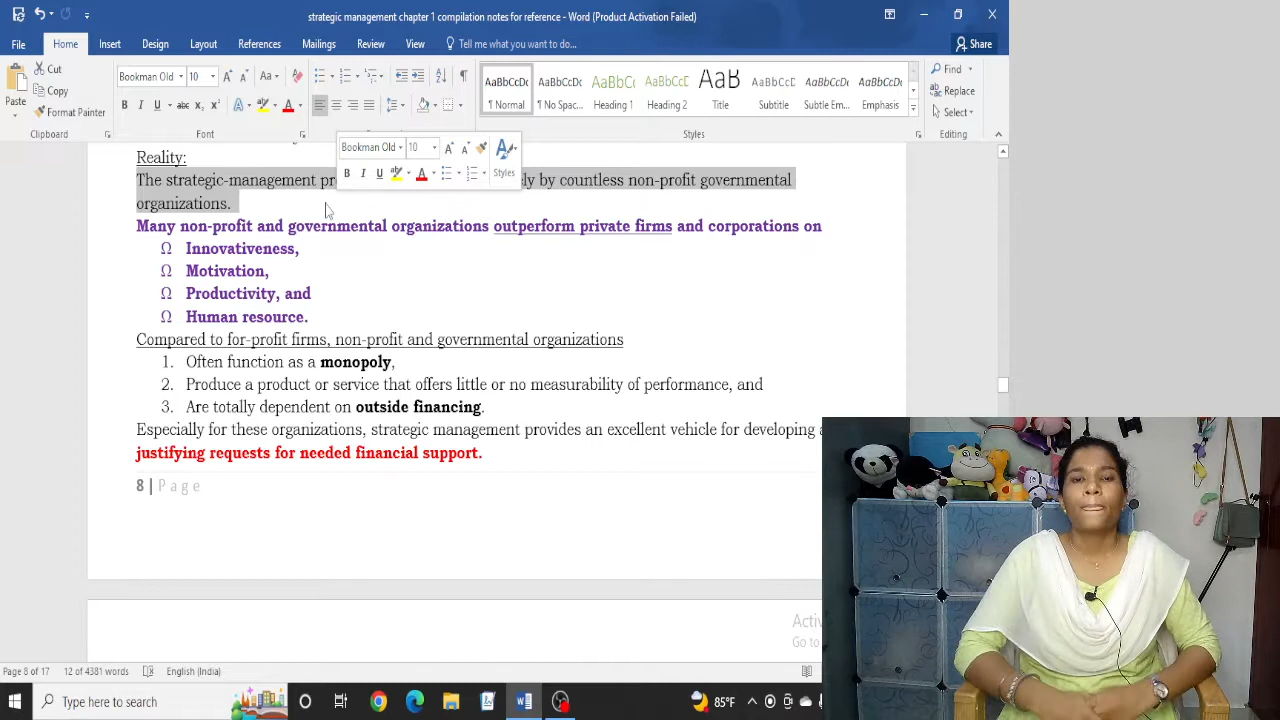 strategic management chapter 1 compilation notes for reference - Word (Product Activation Failed)
File Home Insert Design Layout References Mailings Review View Tell me what you want to do... Share
Paste Cut Copy Format Painter
Bookman Old 10
AaBbCcDc AaBbCcDc AaBbCc AaBbCcE AaB AaBbCcD AaBbCcDc AaBbCcDc
¶ Normal ¶ No Spac... Heading 1 Heading 2 Title Subtitle Subtle Em... Emphasis
Find Replace Select
Clipboard Font Styles Editing
Bookman Old 10
Styles
Reality:
The strategic-management pr ly by countless non-profit governmental
organizations.
Many non-profit and governmental organizations outperform private firms and corporations on
Ω Innovativeness,
Ω Motivation,
Ω Productivity, and
Ω Human resource.
Compared to for-profit firms, non-profit and governmental organizations
1. Often function as a monopoly,
2. Produce a product or service that offers little or no measurability of performance, and
3. Are totally dependent on outside financing.
Especially for these organizations, strategic management provides an excellent vehicle for developing a
justifying requests for needed financial support.
8 | Page
Activ
Go to
Page 8 of 17 12 of 4381 words English (India)
Type here to search
85°F